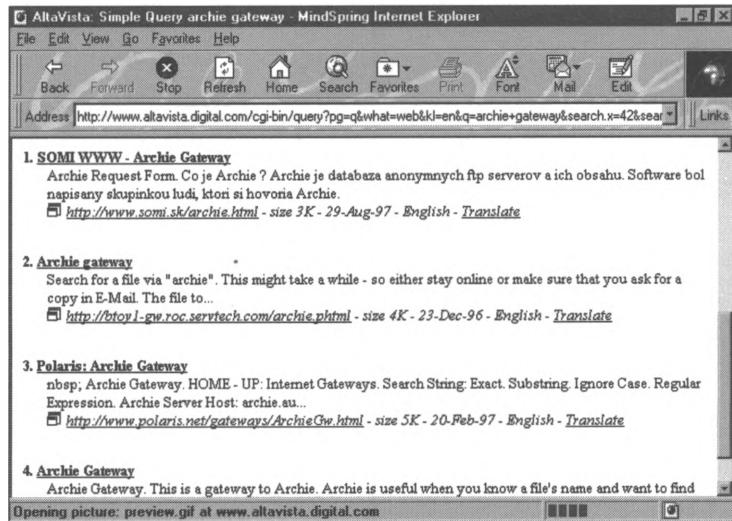 AltaVista: Simple Query archie gateway - MindSpring Internet Explorer
File Edit View Go Favorites Help
Back Forward Stop Refresh Home Search Favorites Print Font Mail Edit
Address http://www.altavista.digital.com/cgi-bin/query?pg=q&what=web&kl=en&q=archie+gateway&search.x=42&sear Links
1. SOMI WWW - Archie Gateway
Archie Request Form. Co je Archie ? Archie je databaza anonymnych ftp serverov a ich obsahu. Software bol
napisany skupinkou ludi, ktori si hovoria Archie.
http://www.somi.sk/archie.html - size 3K - 29-Aug-97 - English - Translate
2. Archie gateway
Search for a file via "archie". This might take a while - so either stay online or make sure that you ask for a
copy in E-Mail. The file to...
http://btoy1-gw.roc.servtech.com/archie.phtml - size 4K - 23-Dec-96 - English - Translate
3. Polaris: Archie Gateway
nbsp; Archie Gateway. HOME - UP: Internet Gateways. Search String: Exact. Substring. Ignore Case. Regular
Expression. Archie Server Host: archie.au...
http://www.polaris.net/gateways/ArchieGw.html - size 5K - 20-Feb-97 - English - Translate
4. Archie Gateway
Archie Gateway. This is a gateway to Archie. Archie is useful when you know a file's name and want to find
Opening picture: preview.gif at www.altavista.digital.com